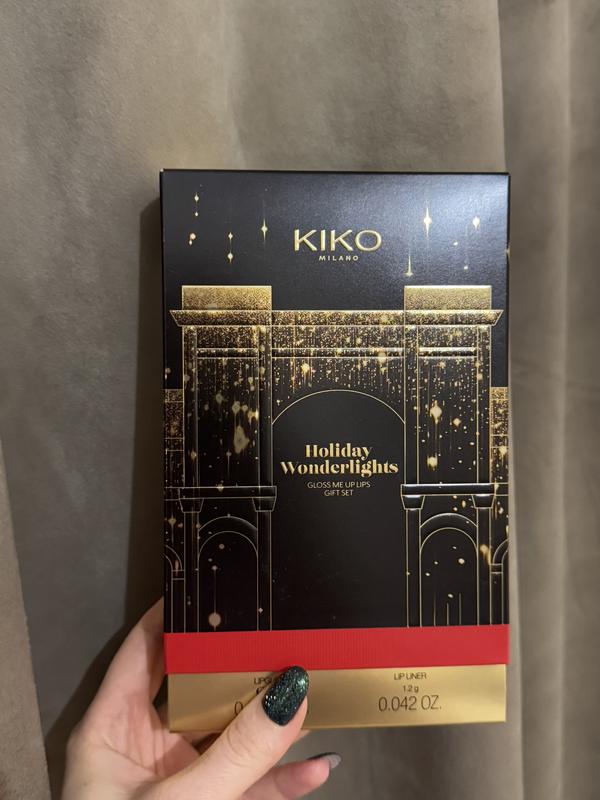 KIKO
MILANO
Holiday
Wonderlights
GLOSS ME UP LIPS
GIFT SET
LIP LINER
1.2 g
0.042 OZ.